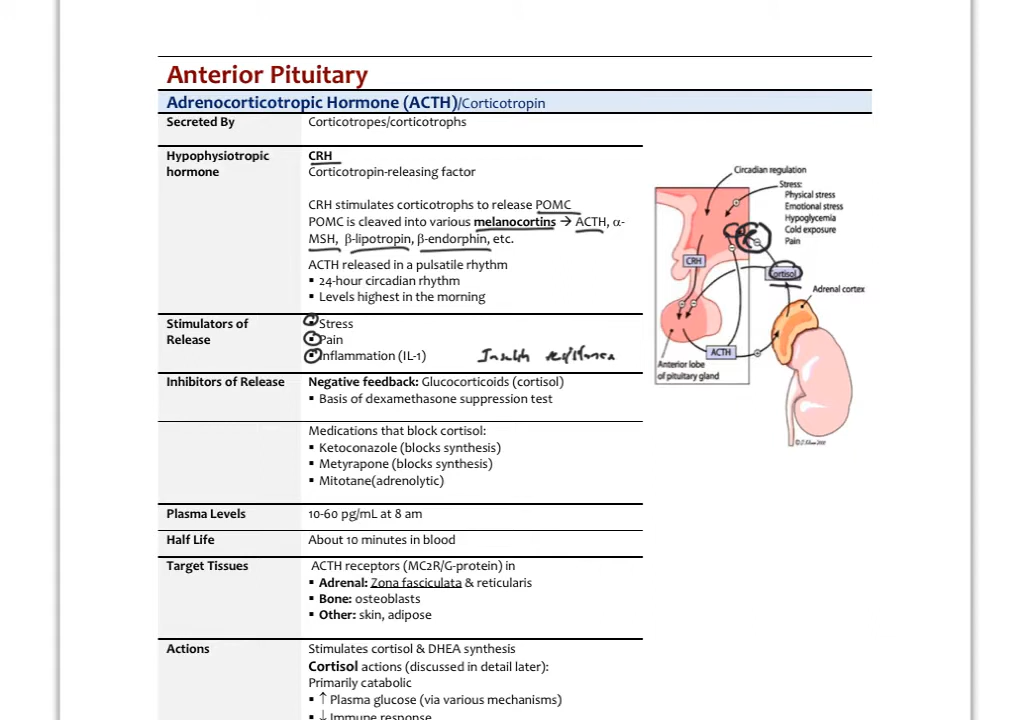 Anterior Pituitary
Adrenocorticotropic Hormone (ACTH)/Corticotropin
Secreted By
Corticotropes/corticotrophs
Hypophysiotropic
hormone
CRH
Corticotropin-releasing factor
CRH stimulates corticotrophs to release POMC
POMC is cleaved into various melanocortins → ACTH, α-
MSH, β-lipotropin, β-endorphin, etc.
ACTH released in a pulsatile rhythm
▪ 24-hour circadian rhythm
▪ Levels highest in the morning
Stimulators of
Release
▪ Stress
▪ Pain
▪ Inflammation (IL-1)
Insulin resistance
Inhibitors of Release
Negative feedback: Glucocorticoids (cortisol)
▪ Basis of dexamethasone suppression test
Medications that block cortisol:
▪ Ketoconazole (blocks synthesis)
▪ Metyrapone (blocks synthesis)
▪ Mitotane(adrenolytic)
Plasma Levels
10-60 pg/mL at 8 am
Half Life
About 10 minutes in blood
Target Tissues
ACTH receptors (MC2R/G-protein) in
▪ Adrenal: Zona fasciculata & reticularis
▪ Bone: osteoblasts
▪ Other: skin, adipose
Actions
Stimulates cortisol & DHEA synthesis
Cortisol actions (discussed in detail later):
Primarily catabolic
▪ ↑ Plasma glucose (via various mechanisms)
▪ ↓ Immune response
Circadian regulation
Stress:
Physical stress
Emotional stress
Hypoglycemia
Cold exposure
Pain
CRH
Cortisol
Adrenal cortex
ACTH
Anterior lobe
of pituitary gland